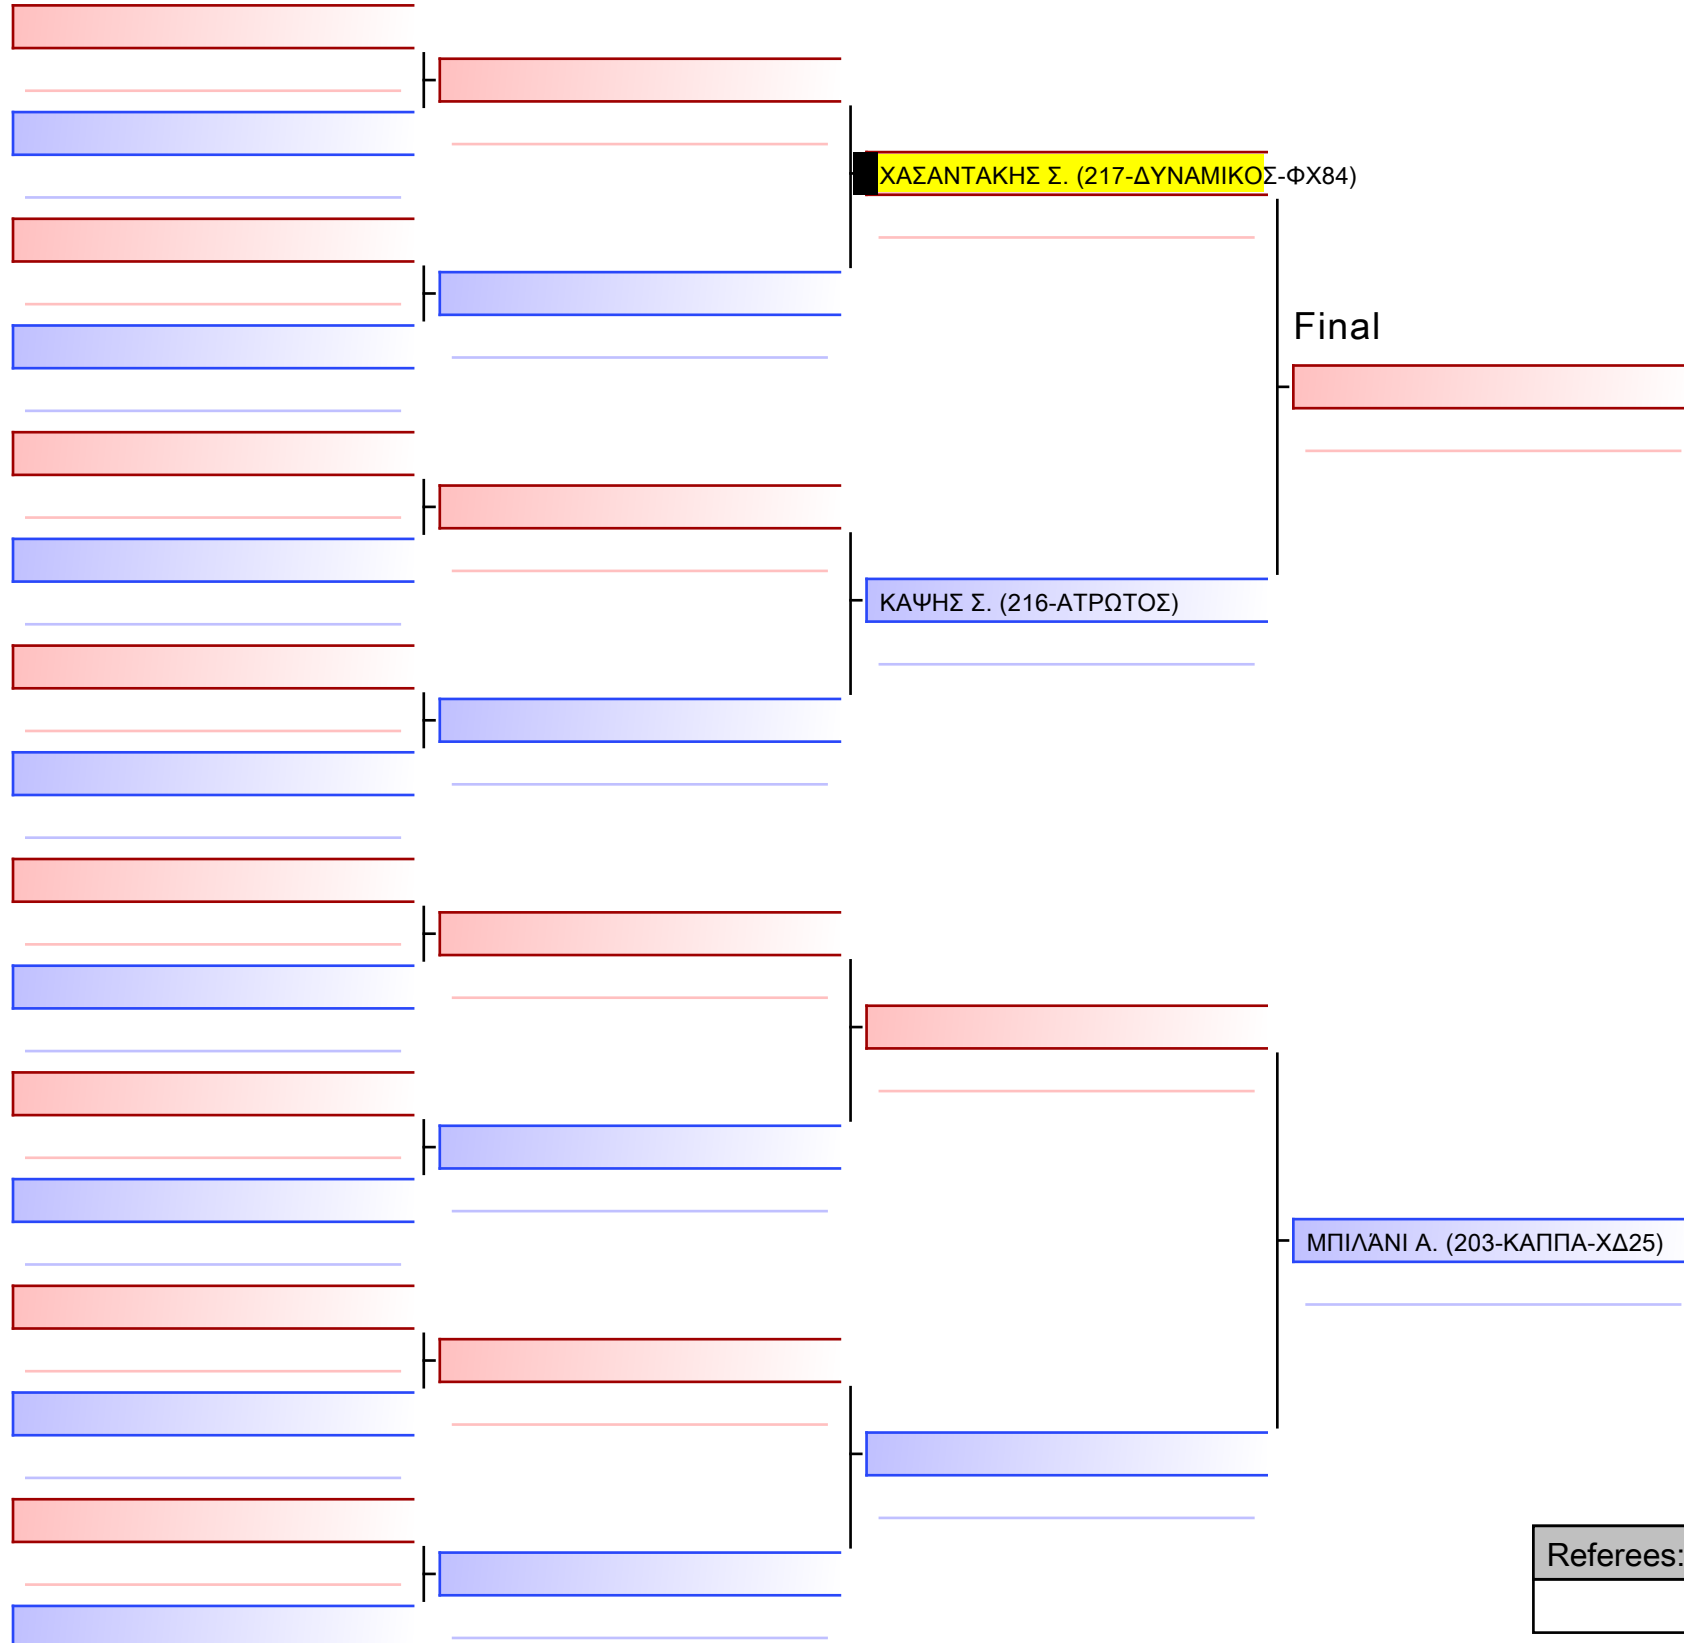 ΧΑΣΑΝΤΑΚΗΣ Σ. (217-ΔΥΝΑΜΙΚΟΣ-ΦΧ84)
Final
ΚΑΨΗΣ Σ. (216-ΑΤΡΩΤΟΣ)
ΜΠΙΛΆΝΙ Α. (203-ΚΑΠΠΑ-ΧΔ25)
Referees: